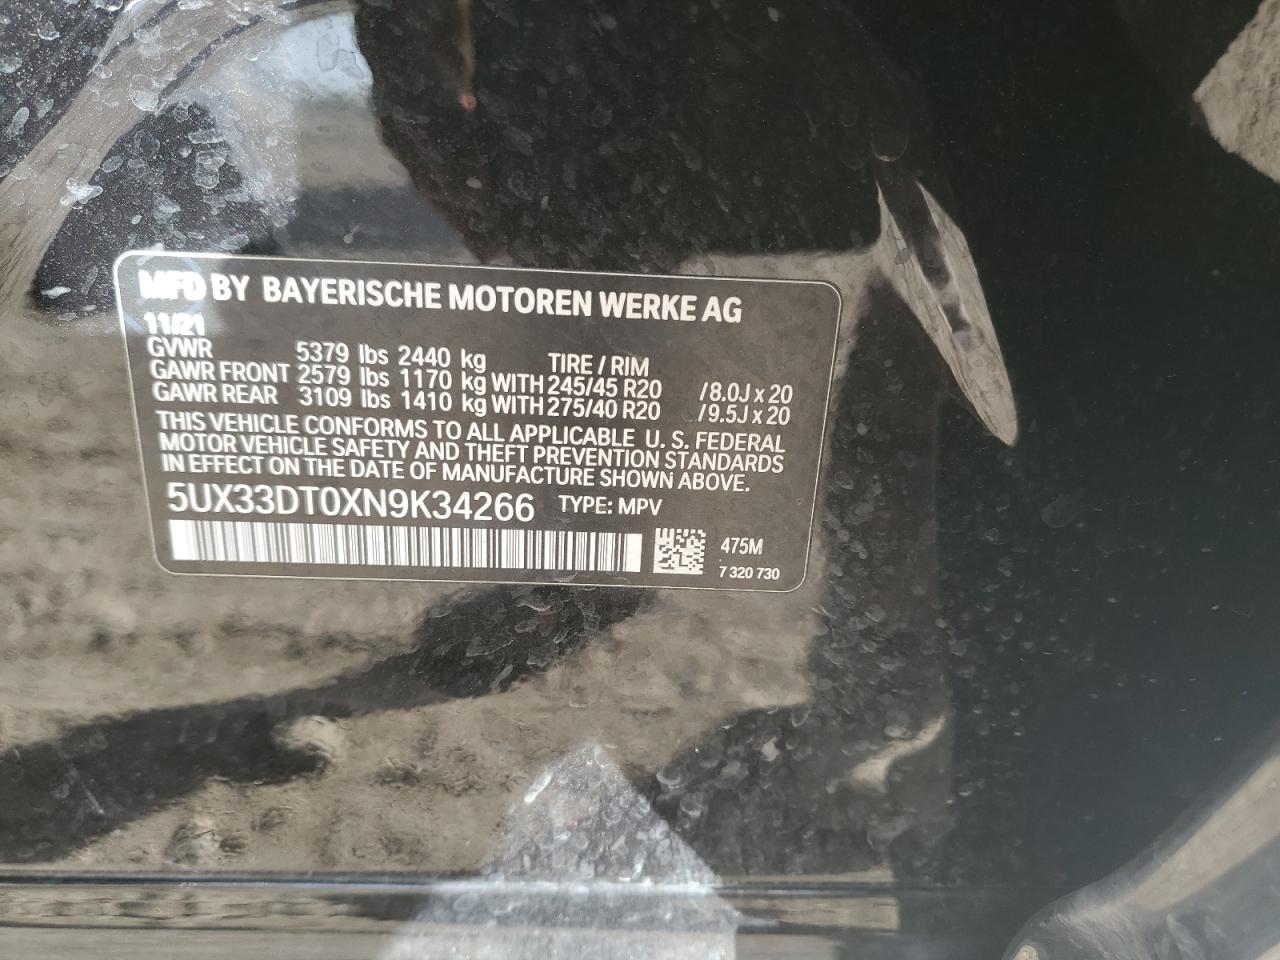 MFD BY BAYERISCHE MOTOREN WERKE AG
11/21
GVWR 5379 lbs 2440 kg TIRE / RIM
GAWR FRONT 2579 lbs 1170 kg WITH 245/45 R20 /8.0J x 20
GAWR REAR 3109 lbs 1410 kg WITH 275/40 R20 /9.5J x 20
THIS VEHICLE CONFORMS TO ALL APPLICABLE U. S. FEDERAL
MOTOR VEHICLE SAFETY AND THEFT PREVENTION STANDARDS
IN EFFECT ON THE DATE OF MANUFACTURE SHOWN ABOVE.
5UX33DT0XN9K34266 TYPE: MPV
475M
7 320 730